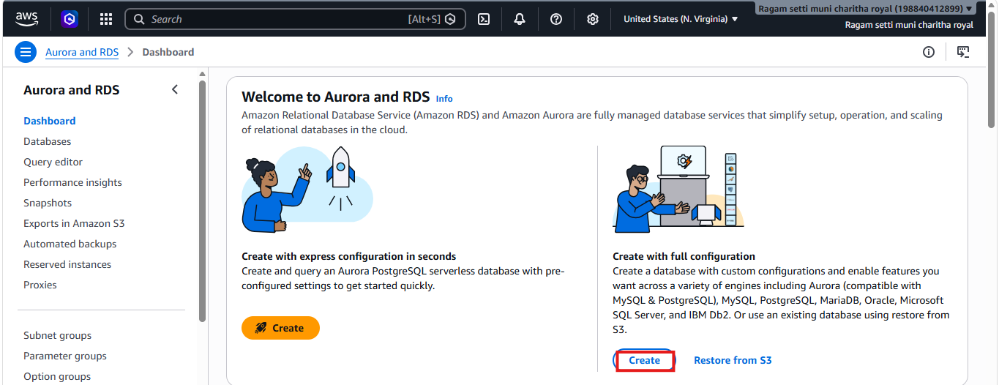 aws
Search
[Alt+S]
United States (N. Virginia)
Ragam setti muni charitha royal (198840412899)
Ragam setti muni charitha royal
Aurora and RDS
Dashboard
Aurora and RDS
Dashboard
Databases
Query editor
Performance insights
Snapshots
Exports in Amazon S3
Automated backups
Reserved instances
Proxies
Subnet groups
Parameter groups
Option groups
Welcome to Aurora and RDS Info
Amazon Relational Database Service (Amazon RDS) and Amazon Aurora are fully managed database services that simplify setup, operation, and scaling
of relational databases in the cloud.
Create with express configuration in seconds
Create and query an Aurora PostgreSQL serverless database with pre-
configured settings to get started quickly.
Create
Create with full configuration
Create a database with custom configurations and enable features you
want across a variety of engines including Aurora (compatible with
MySQL & PostgreSQL), MySQL, PostgreSQL, MariaDB, Oracle, Microsoft
SQL Server, and IBM Db2. Or use an existing database using restore from
S3.
Create
Restore from S3